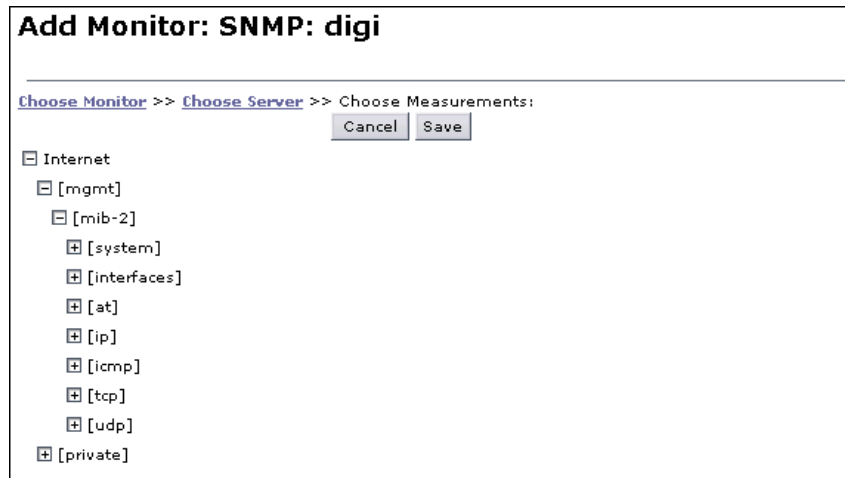 Add Monitor: SNMP: digi
Choose Monitor >> Choose Server >> Choose Measurements:
Cancel Save
Internet
[mgmt]
[mib-2]
[system]
[interfaces]
[at]
[ip]
[icmp]
[tcp]
[udp]
[private]